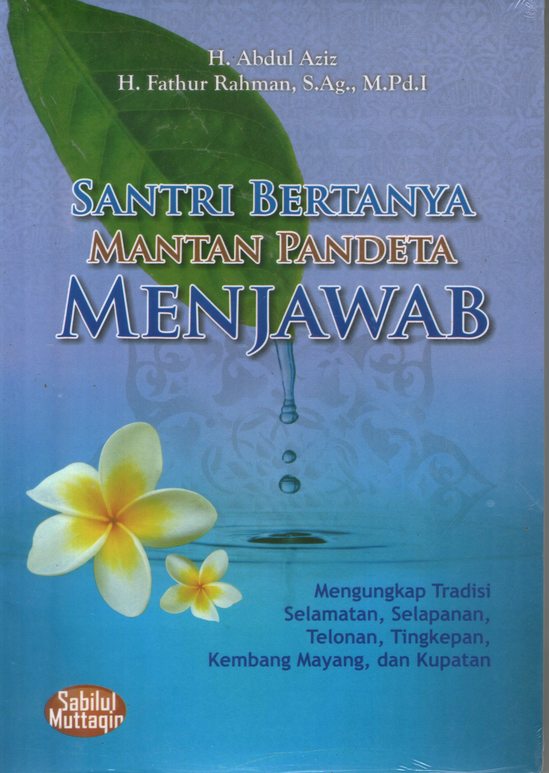 H. Abdul Aziz
H. Fathur Rahman, S.Ag., M.Pd.I
SANTRI BERTANYA
MANTAN PANDETA
MENJAWAB
Mengungkap Tradisi
Selamatan, Selapanan,
Telonan, Tingkepan,
Kembang Mayang, dan Kupatan
Sabilul
Muttaqin